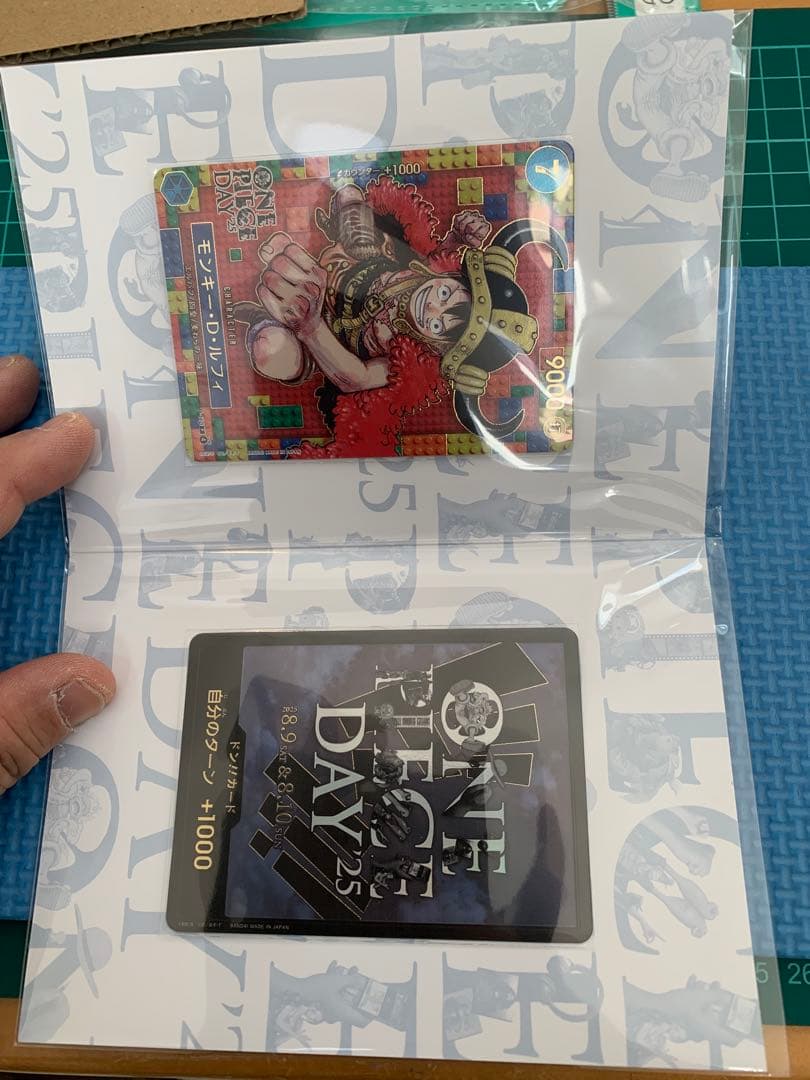 7
カウンター +1000
9000
ONE
PIECE
DAY'25
CHARACTER
モンキー・D・ルフィ
ONE
PIECE
DAY'25
2025
8.9 SAT & 8.10 SUN
ドン!!カード
自分のターン +1000
BANDAI MADE IN JAPAN